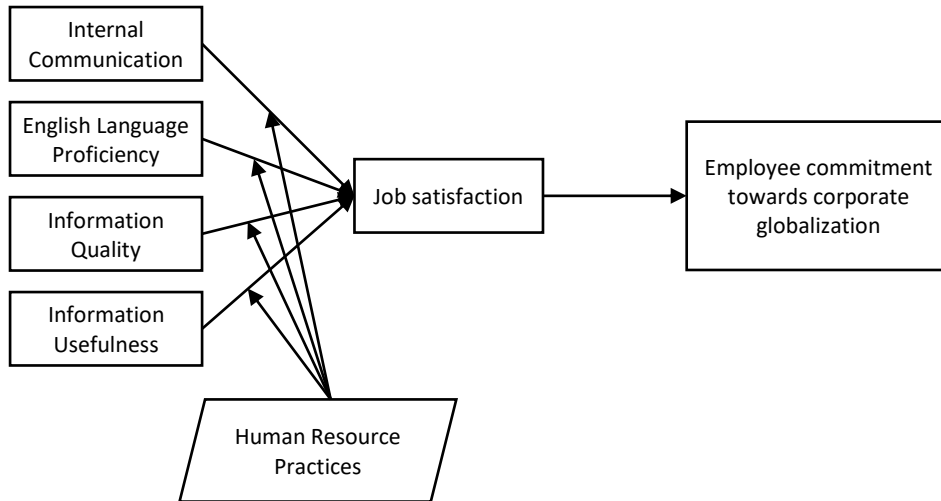 Internal
Communication
English Language
Proficiency
Information
Quality
Information
Usefulness
Job satisfaction
Employee commitment
towards corporate
globalization
Human Resource
Practices